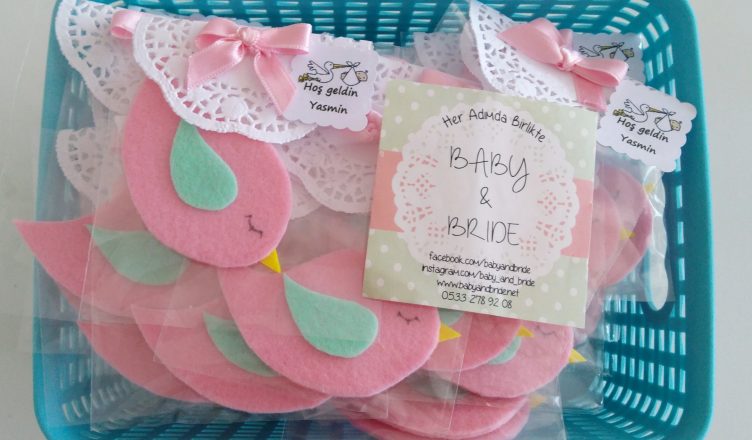 Hoş geldin
Yasmin
Her Adımda Birlikte
BABY
&
BRIDE
facebook.com/babyandbride
instagram.com/baby_and_bride
www.babyandbride.net
0533 278 92 08
Hoş geldin
Yasmin